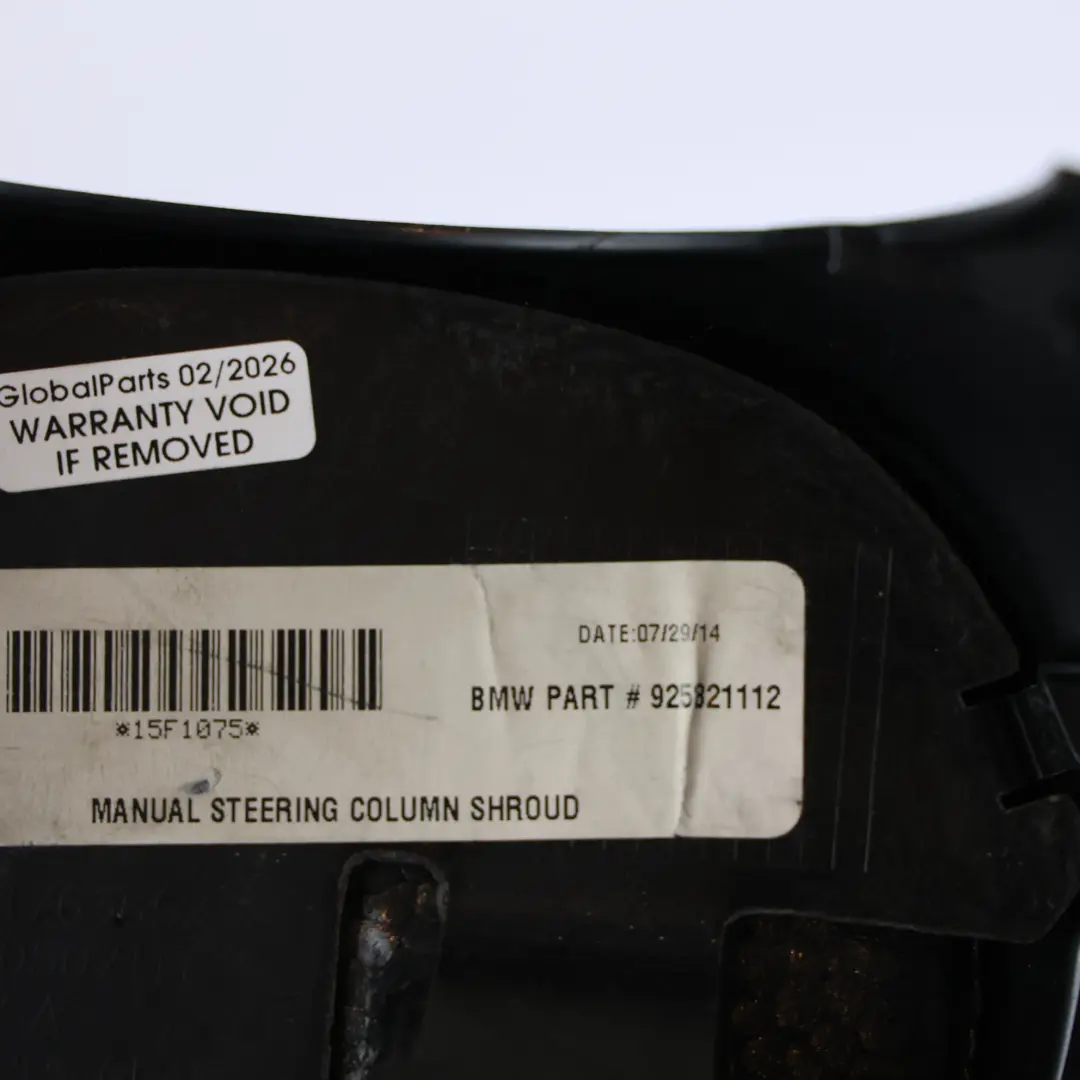 GlobalParts 02/2026
WARRANTY VOID
IF REMOVED
DATE:07/29/14
BMW PART # 925821112
*15F1075*
MANUAL STEERING COLUMN SHROUD